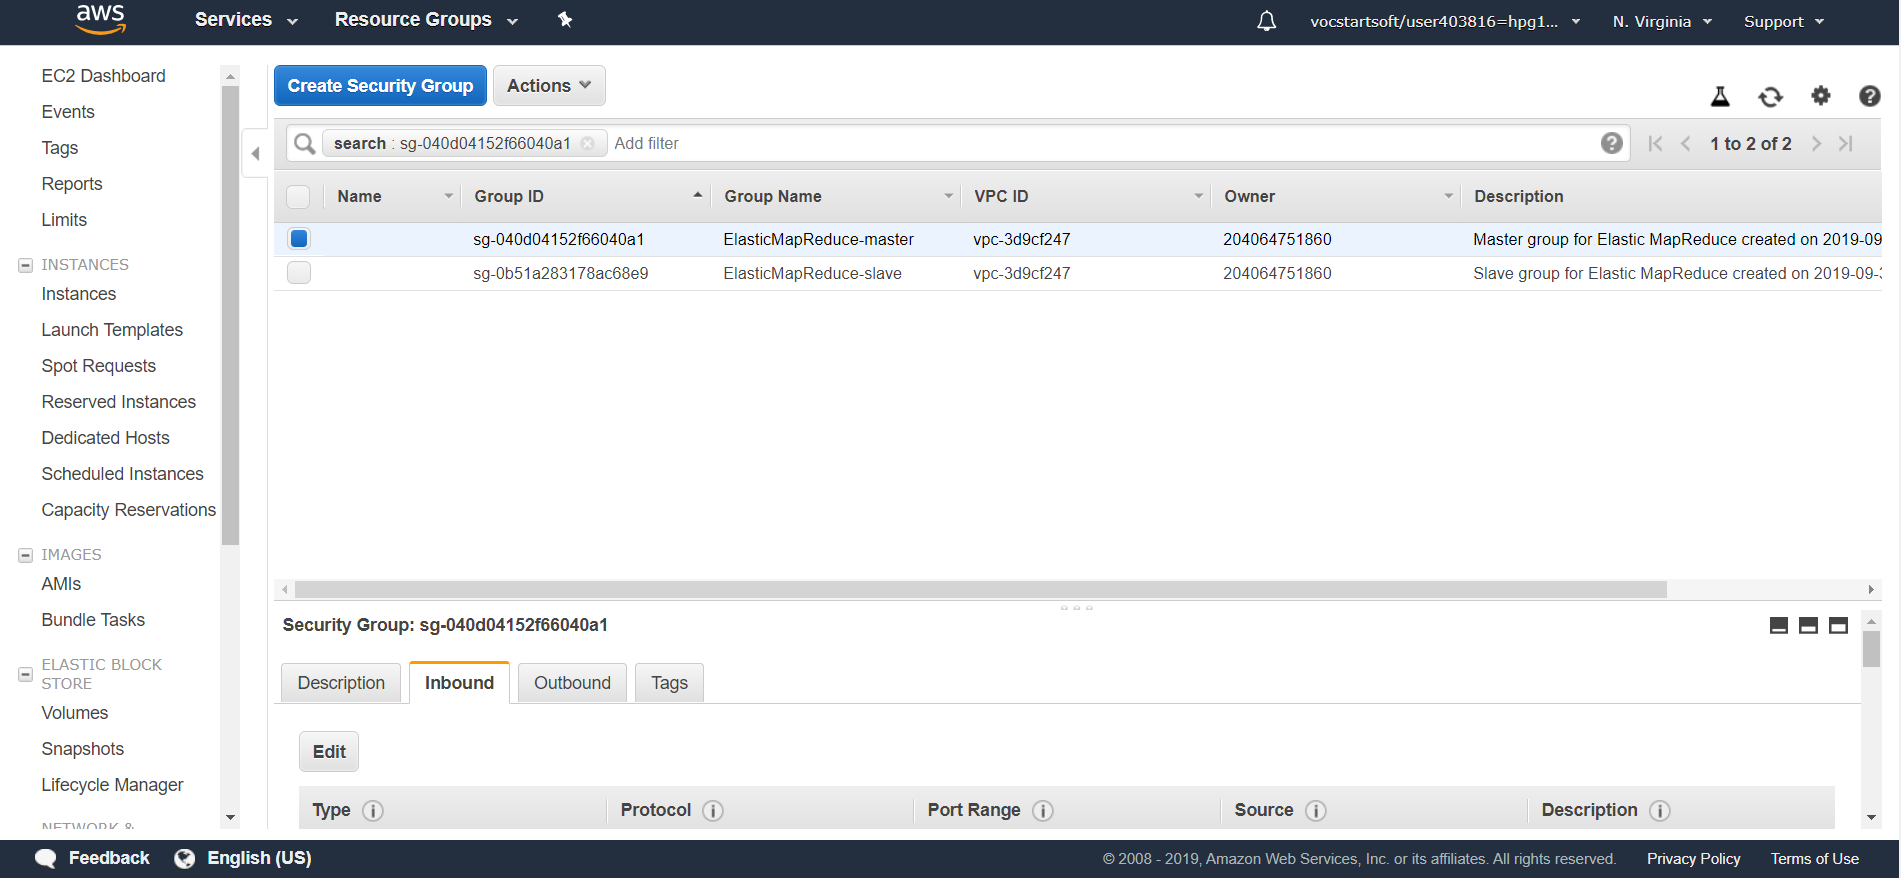 aws
Services
Resource Groups
vocstartsoft/user403816=hpg1...
N. Virginia
Support
EC2 Dashboard
Events
Tags
Reports
Limits
INSTANCES
Instances
Launch Templates
Spot Requests
Reserved Instances
Dedicated Hosts
Scheduled Instances
Capacity Reservations
IMAGES
AMIs
Bundle Tasks
ELASTIC BLOCK
STORE
Volumes
Snapshots
Lifecycle Manager
NETWORK &
Create Security Group
Actions
search : sg-040d04152f66040a1
Add filter
1 to 2 of 2
Name Group ID Group Name VPC ID Owner Description
sg-040d04152f66040a1 ElasticMapReduce-master vpc-3d9cf247 204064751860 Master group for Elastic MapReduce created on 2019-09
sg-0b51a283178ac68e9 ElasticMapReduce-slave vpc-3d9cf247 204064751860 Slave group for Elastic MapReduce created on 2019-09-3
Security Group: sg-040d04152f66040a1
Description
Inbound
Outbound
Tags
Edit
Type Protocol Port Range Source Description
Feedback
English (US)
© 2008 - 2019, Amazon Web Services, Inc. or its affiliates. All rights reserved.
Privacy Policy
Terms of Use